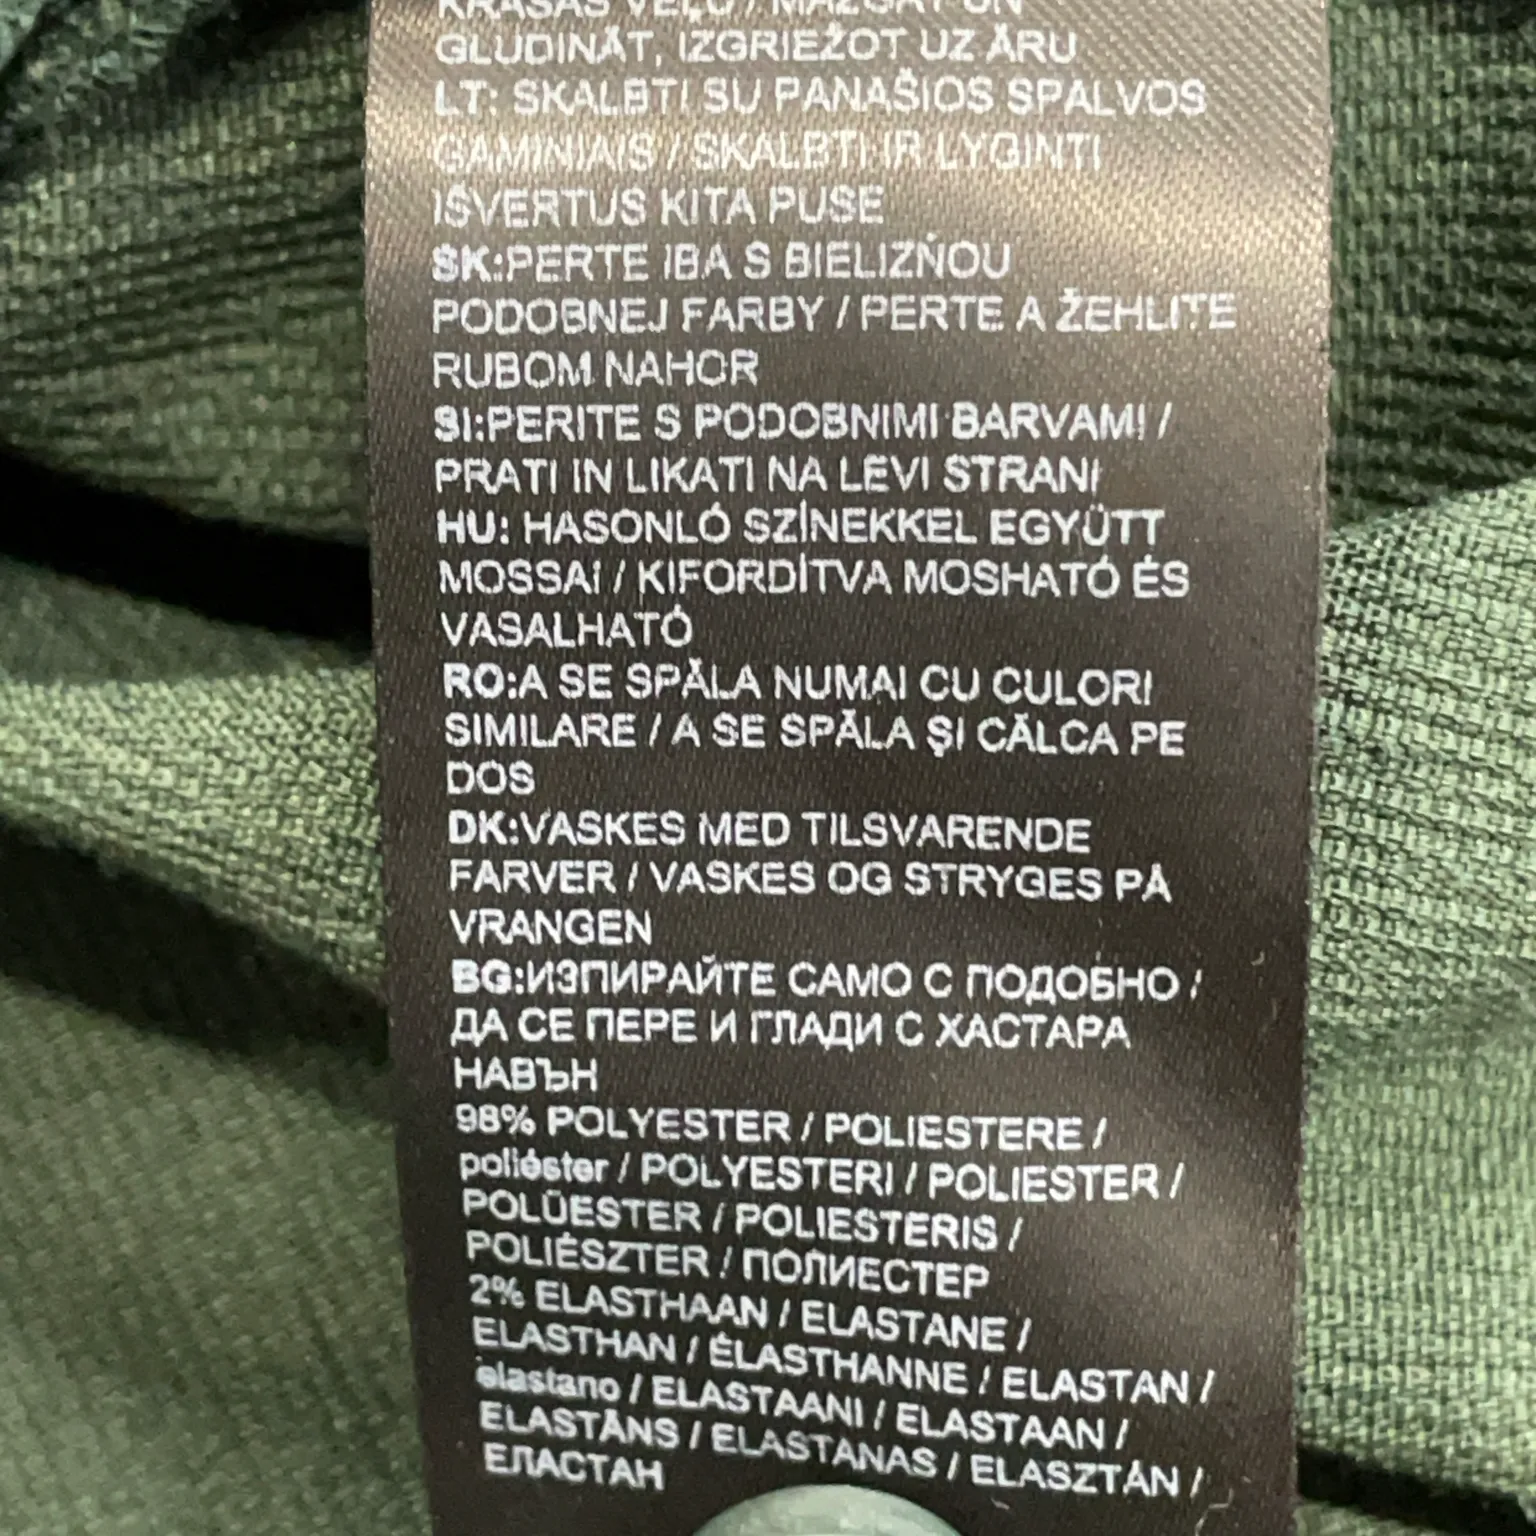 KRĀSAS VEĻU / MAZGĀT UN
GLUDINĀT, IZGRIEŽOT UZ ĀRU
LT: SKALBTI SU PANAŠIOS SPALVOS
GAMINIAIS / SKALBTI IR LYGINTI
IŠVERTUS KITA PUSE
SK:PERTE IBA S BIELIZŇOU
PODOBNEJ FARBY / PERTE A ŽEHLITE
RUBOM NAHOR
SI:PERITE S PODOBNIMI BARVAMI /
PRATI IN LIKATI NA LEVI STRANI
HU: HASONLÓ SZÍNEKKEL EGYÜTT
MOSSAI / KIFORDÍTVA MOSHATÓ ÉS
VASALHATÓ
RO:A SE SPĂLA NUMAI CU CULORI
SIMILARE / A SE SPĂLA ŞI CĂLCA PE
DOS
DK:VASKES MED TILSVARENDE
FARVER / VASKES OG STRYGES PÅ
VRANGEN
BG:ИЗПИРАЙТЕ САМО С ПОДОБНО /
ДА СЕ ПЕРЕ И ГЛАДИ С ХАСТАРА
НАВЪН
98% POLYESTER / POLIESTERE /
poliéster / POLYESTERI / POLIESTER /
POLÜESTER / POLIESTERIS /
POLIÉSZTER / ПОЛИЕСТЕР
2% ELASTHAAN / ELASTANE /
ELASTHAN / ÉLASTHANNE / ELASTAN /
elastano / ELASTAANI / ELASTAAN /
ELASTĀNS / ELASTANAS / ELASZTÁN /
ЕЛАСТАН